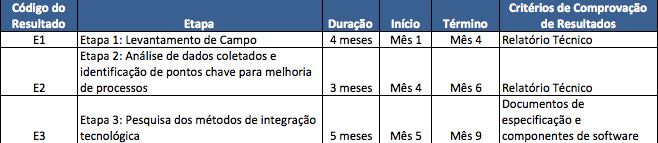 Código do Resultado Etapa Duração Início Término Critérios de Comprovação de Resultados
E1 Etapa 1: Levantamento de Campo 4 meses Mês 1 Mês 4 Relatório Técnico
Etapa 2: Análise de dados coletados e
identificação de pontos chave para melhoria
E2 de processos 3 meses Mês 4 Mês 6 Relatório Técnico
Documentos de
Etapa 3: Pesquisa dos métodos de integração especificação e
E3 tecnológica 5 meses Mês 5 Mês 9 componentes de software